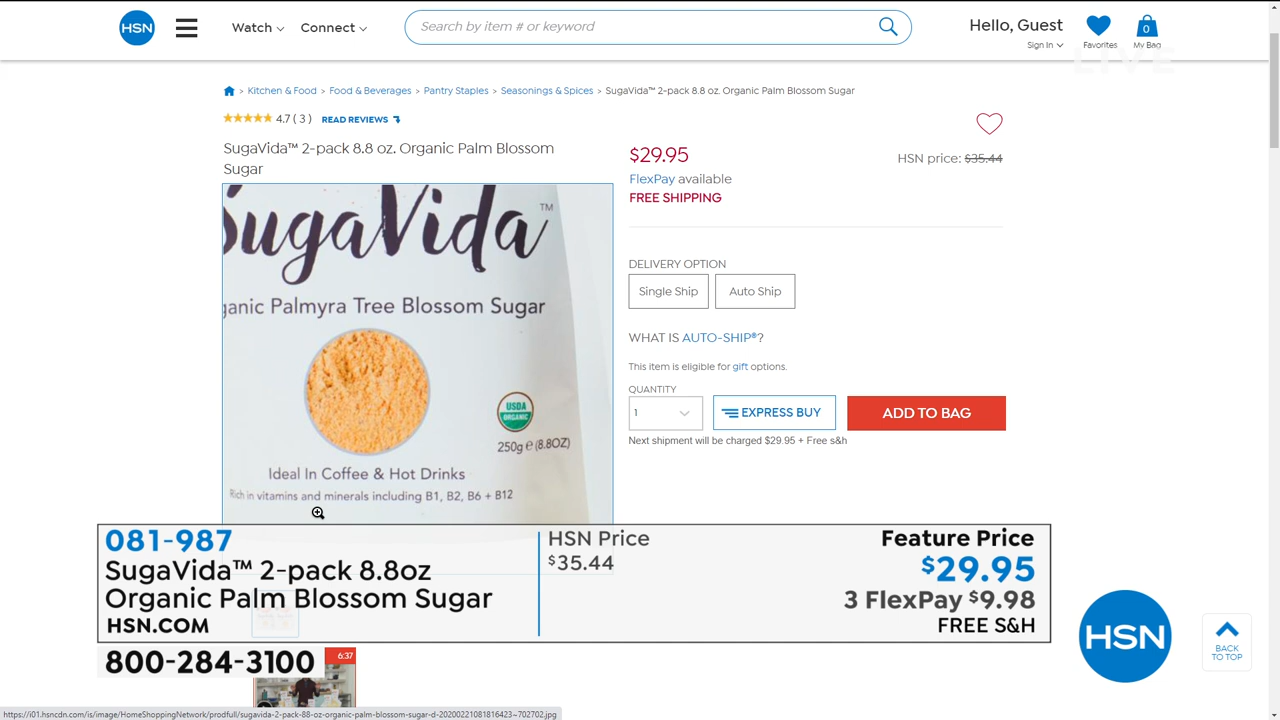 HSN
Watch
Connect
Search by item # or keyword
Hello, Guest
Sign In
Favorites
0
My Bag
LIVE
> Kitchen & Food > Food & Beverages > Pantry Staples > Seasonings & Spices > SugaVida™ 2-pack 8.8 oz. Organic Palm Blossom Sugar
4.7 ( 3 ) READ REVIEWS
SugaVida™ 2-pack 8.8 oz. Organic Palm Blossom
Sugar
$29.95
HSN price: $35.44
FlexPay available
FREE SHIPPING
SugaVida™
ganic Palmyra Tree Blossom Sugar
USDA
ORGANIC
250g e (8.8OZ)
Ideal In Coffee & Hot Drinks
Rich in vitamins and minerals including B1, B2, B6 + B12
DELIVERY OPTION
Single Ship
Auto Ship
WHAT IS AUTO-SHIP®?
This item is eligible for gift options.
QUANTITY
1
EXPRESS BUY
ADD TO BAG
Next shipment will be charged $29.95 + Free s&h
081-987
SugaVida™ 2-pack 8.8oz
Organic Palm Blossom Sugar
HSN.COM
HSN Price
$35.44
Feature Price
$29.95
3 FlexPay $9.98
FREE S&H
800-284-3100
6:37
HSN
BACK
TO TOP
https://i01.hsncdn.com/is/image/HomeShoppingNetwork/prodfull/sugavida-2-pack-88-oz-organic-palm-blossom-sugar-d-20200221081816423~702702.jpg